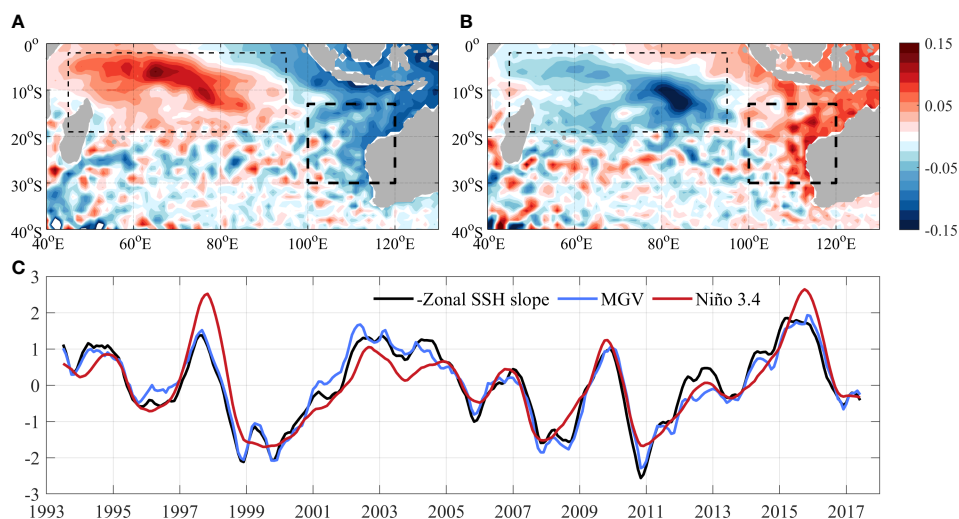 A
B
0°
10°S
20°S
30°S
40°S
40°E 60°E 80°E 100°E 120°E
0°
10°S
20°S
30°S
40°S
40°E 60°E 80°E 100°E 120°E
0.15
0.05
-0.05
-0.15
C
-Zonal SSH slope MGV Niño 3.4
3
2
1
0
-1
-2
-3
1993 1995 1997 1999 2001 2003 2005 2007 2009 2011 2013 2015 2017